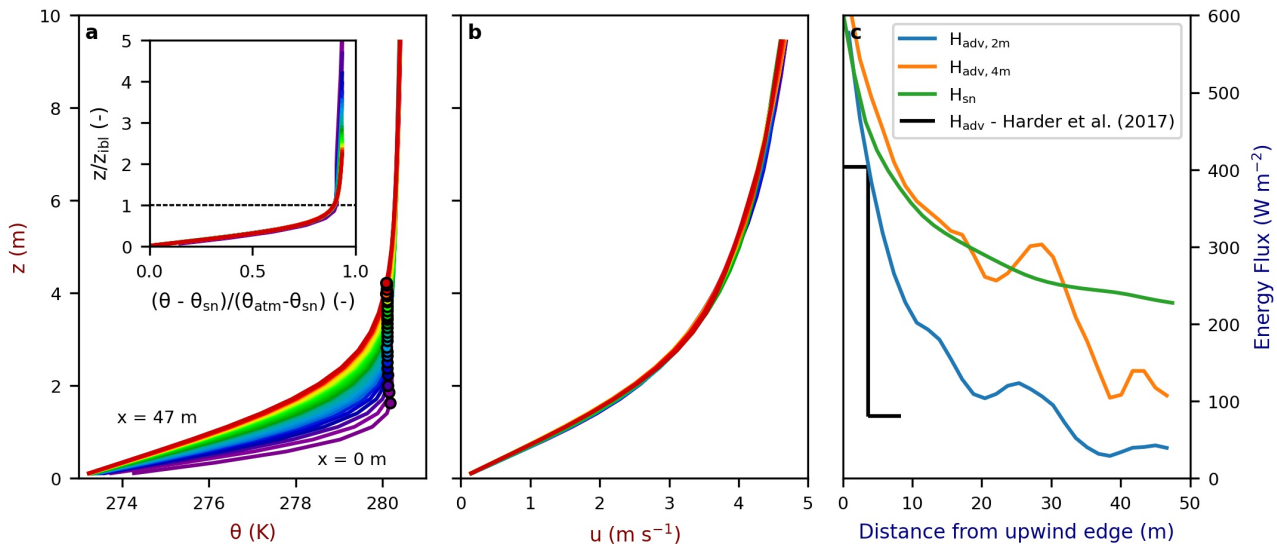 a
b
c
10
8
6
4
2
0
z (m)
274
276
278
280
θ (K)
x = 47 m
x = 0 m
5
4
3
2
1
0
z/z_ibl (-)
0.0
0.5
1.0
(θ - θ_sn)/(θ_atm-θ_sn) (-)
0
1
2
3
4
5
u (m s⁻¹)
H_adv, 2m
H_adv, 4m
H_sn
H_adv - Harder et al. (2017)
600
500
400
300
200
100
0
Energy Flux (W m⁻²)
0
10
20
30
40
50
Distance from upwind edge (m)